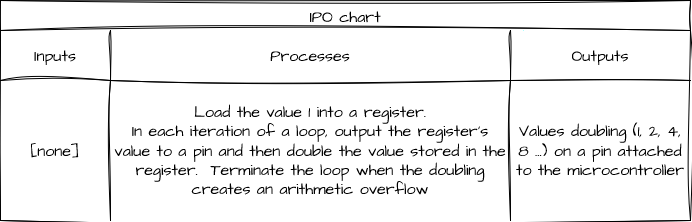 IPO chart
Inputs
Processes
Outputs
[none]
Load the value 1 into a register.
In each iteration of a loop, output the register's
value to a pin and then double the value stored in the
register. Terminate the loop when the doubling
creates an arithmetic overflow
Values doubling (1, 2, 4,
8 ...) on a pin attached
to the microcontroller